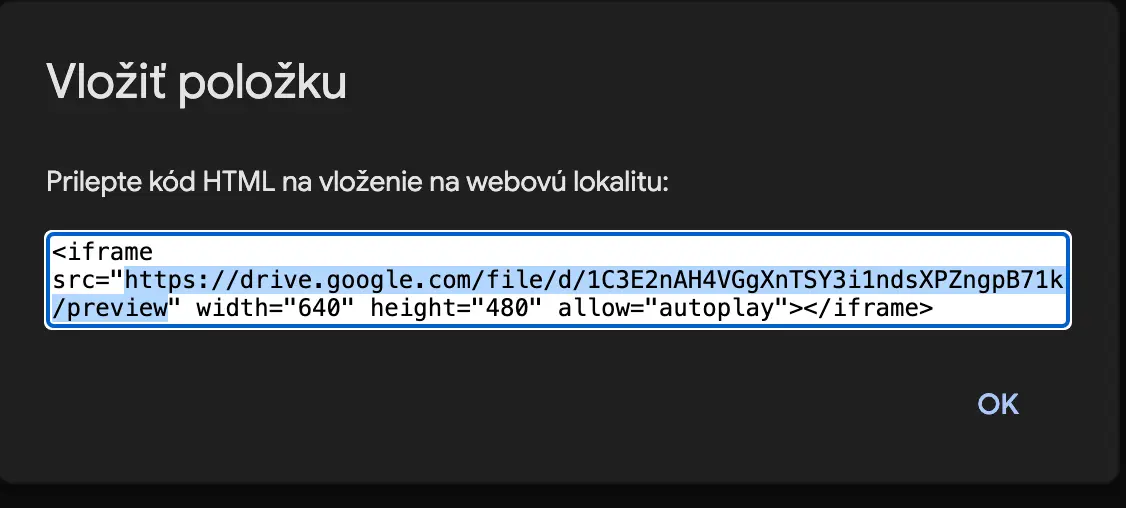 Vložiť položku
Prilepte kód HTML na vloženie na webovú lokalitu:
<iframe
src="https://drive.google.com/file/d/1C3E2nAH4VGgXnTSY3i1ndsXPZngpB71k
/preview" width="640" height="480" allow="autoplay"></iframe>
OK